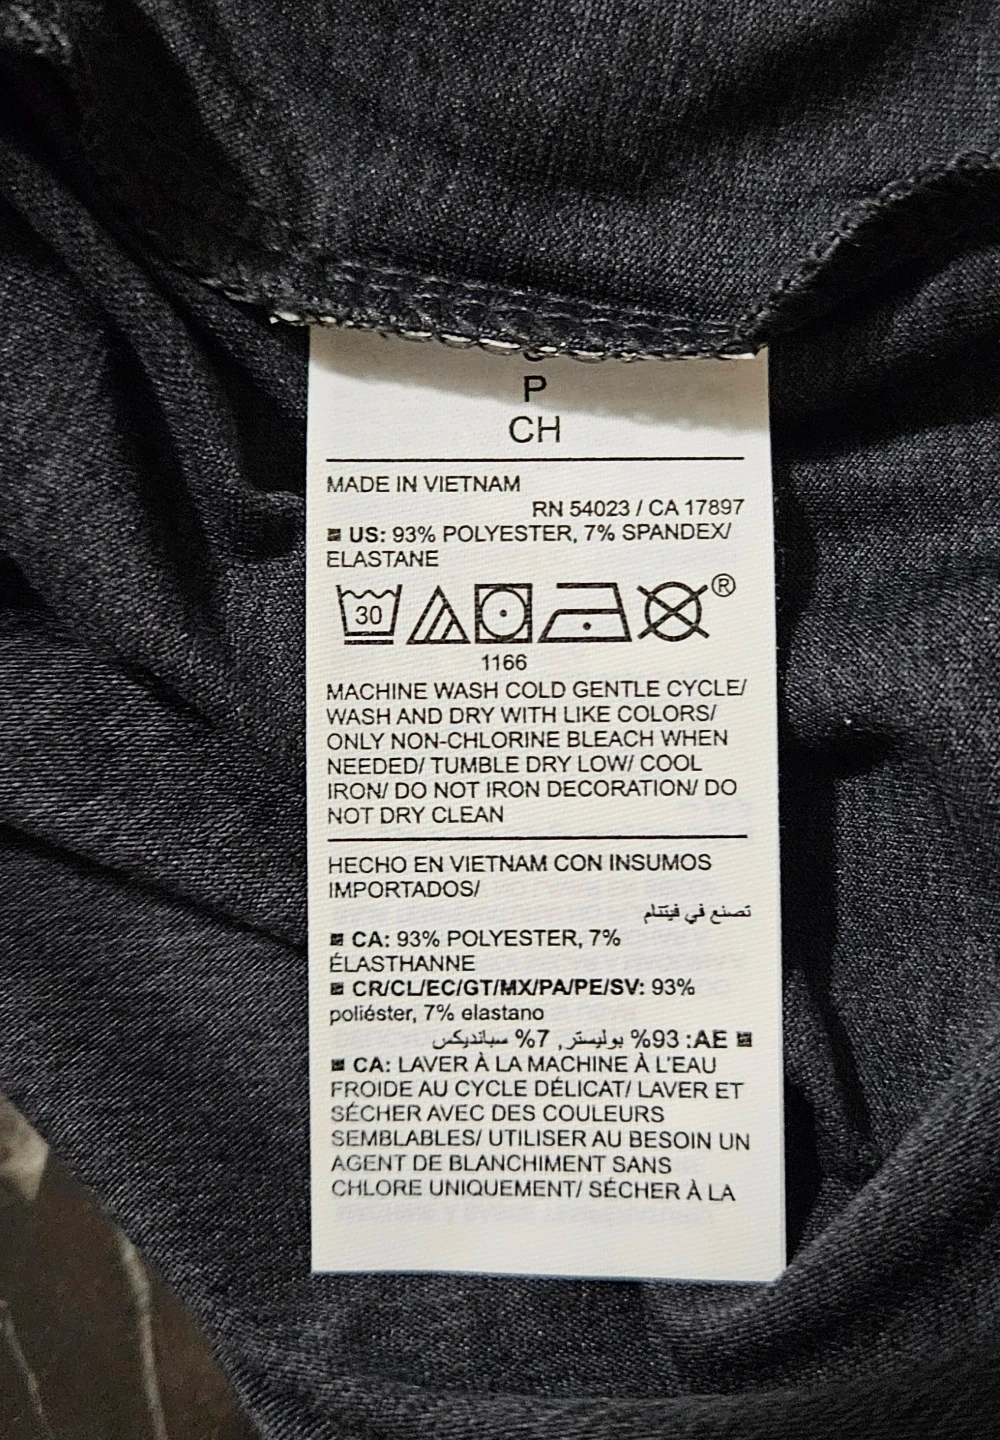 P
CH
MADE IN VIETNAM
RN 54023 / CA 17897
US: 93% POLYESTER, 7% SPANDEX/
ELASTANE
30
®
1166
MACHINE WASH COLD GENTLE CYCLE/
WASH AND DRY WITH LIKE COLORS/
ONLY NON-CHLORINE BLEACH WHEN
NEEDED/ TUMBLE DRY LOW/ COOL
IRON/ DO NOT IRON DECORATION/ DO
NOT DRY CLEAN
HECHO EN VIETNAM CON INSUMOS
IMPORTADOS/
تصنع في فيتنام
CA: 93% POLYESTER, 7%
ÉLASTHANNE
CR/CL/EC/GT/MX/PA/PE/SV: 93%
poliéster, 7% elastano
AE: 93% بوليستر, 7% سبانديكس
CA: LAVER À LA MACHINE À L'EAU
FROIDE AU CYCLE DÉLICAT/ LAVER ET
SÉCHER AVEC DES COULEURS
SEMBLABLES/ UTILISER AU BESOIN UN
AGENT DE BLANCHIMENT SANS
CHLORE UNIQUEMENT/ SÉCHER À LA